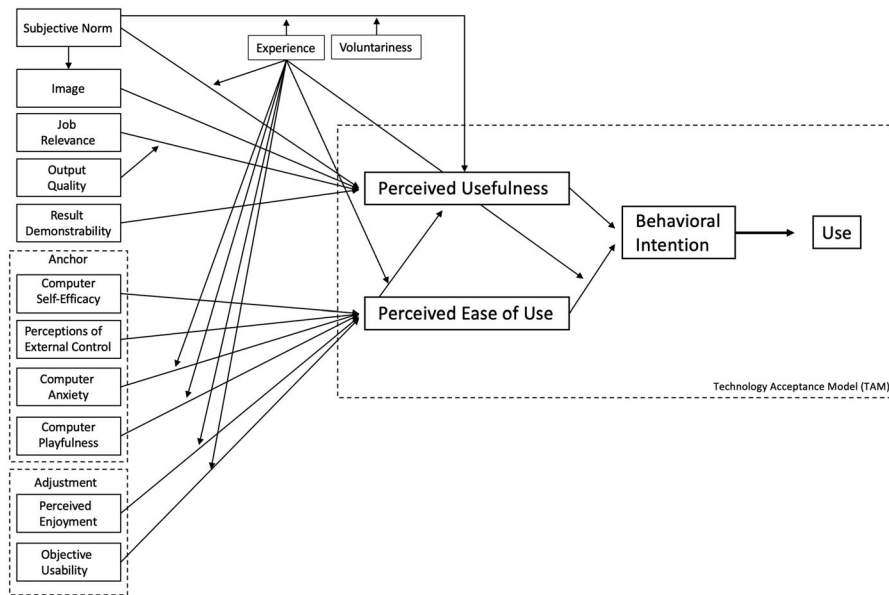 Subjective Norm
Experience
Voluntariness
Image
Job
Relevance
Output
Quality
Result
Demonstrability
Perceived Usefulness
Behavioral
Intention
Use
Anchor
Computer
Self-Efficacy
Perceived Ease of Use
Perceptions of
External Control
Computer
Anxiety
Technology Acceptance Model (TAM)
Computer
Playfulness
Adjustment
Perceived
Enjoyment
Objective
Usability